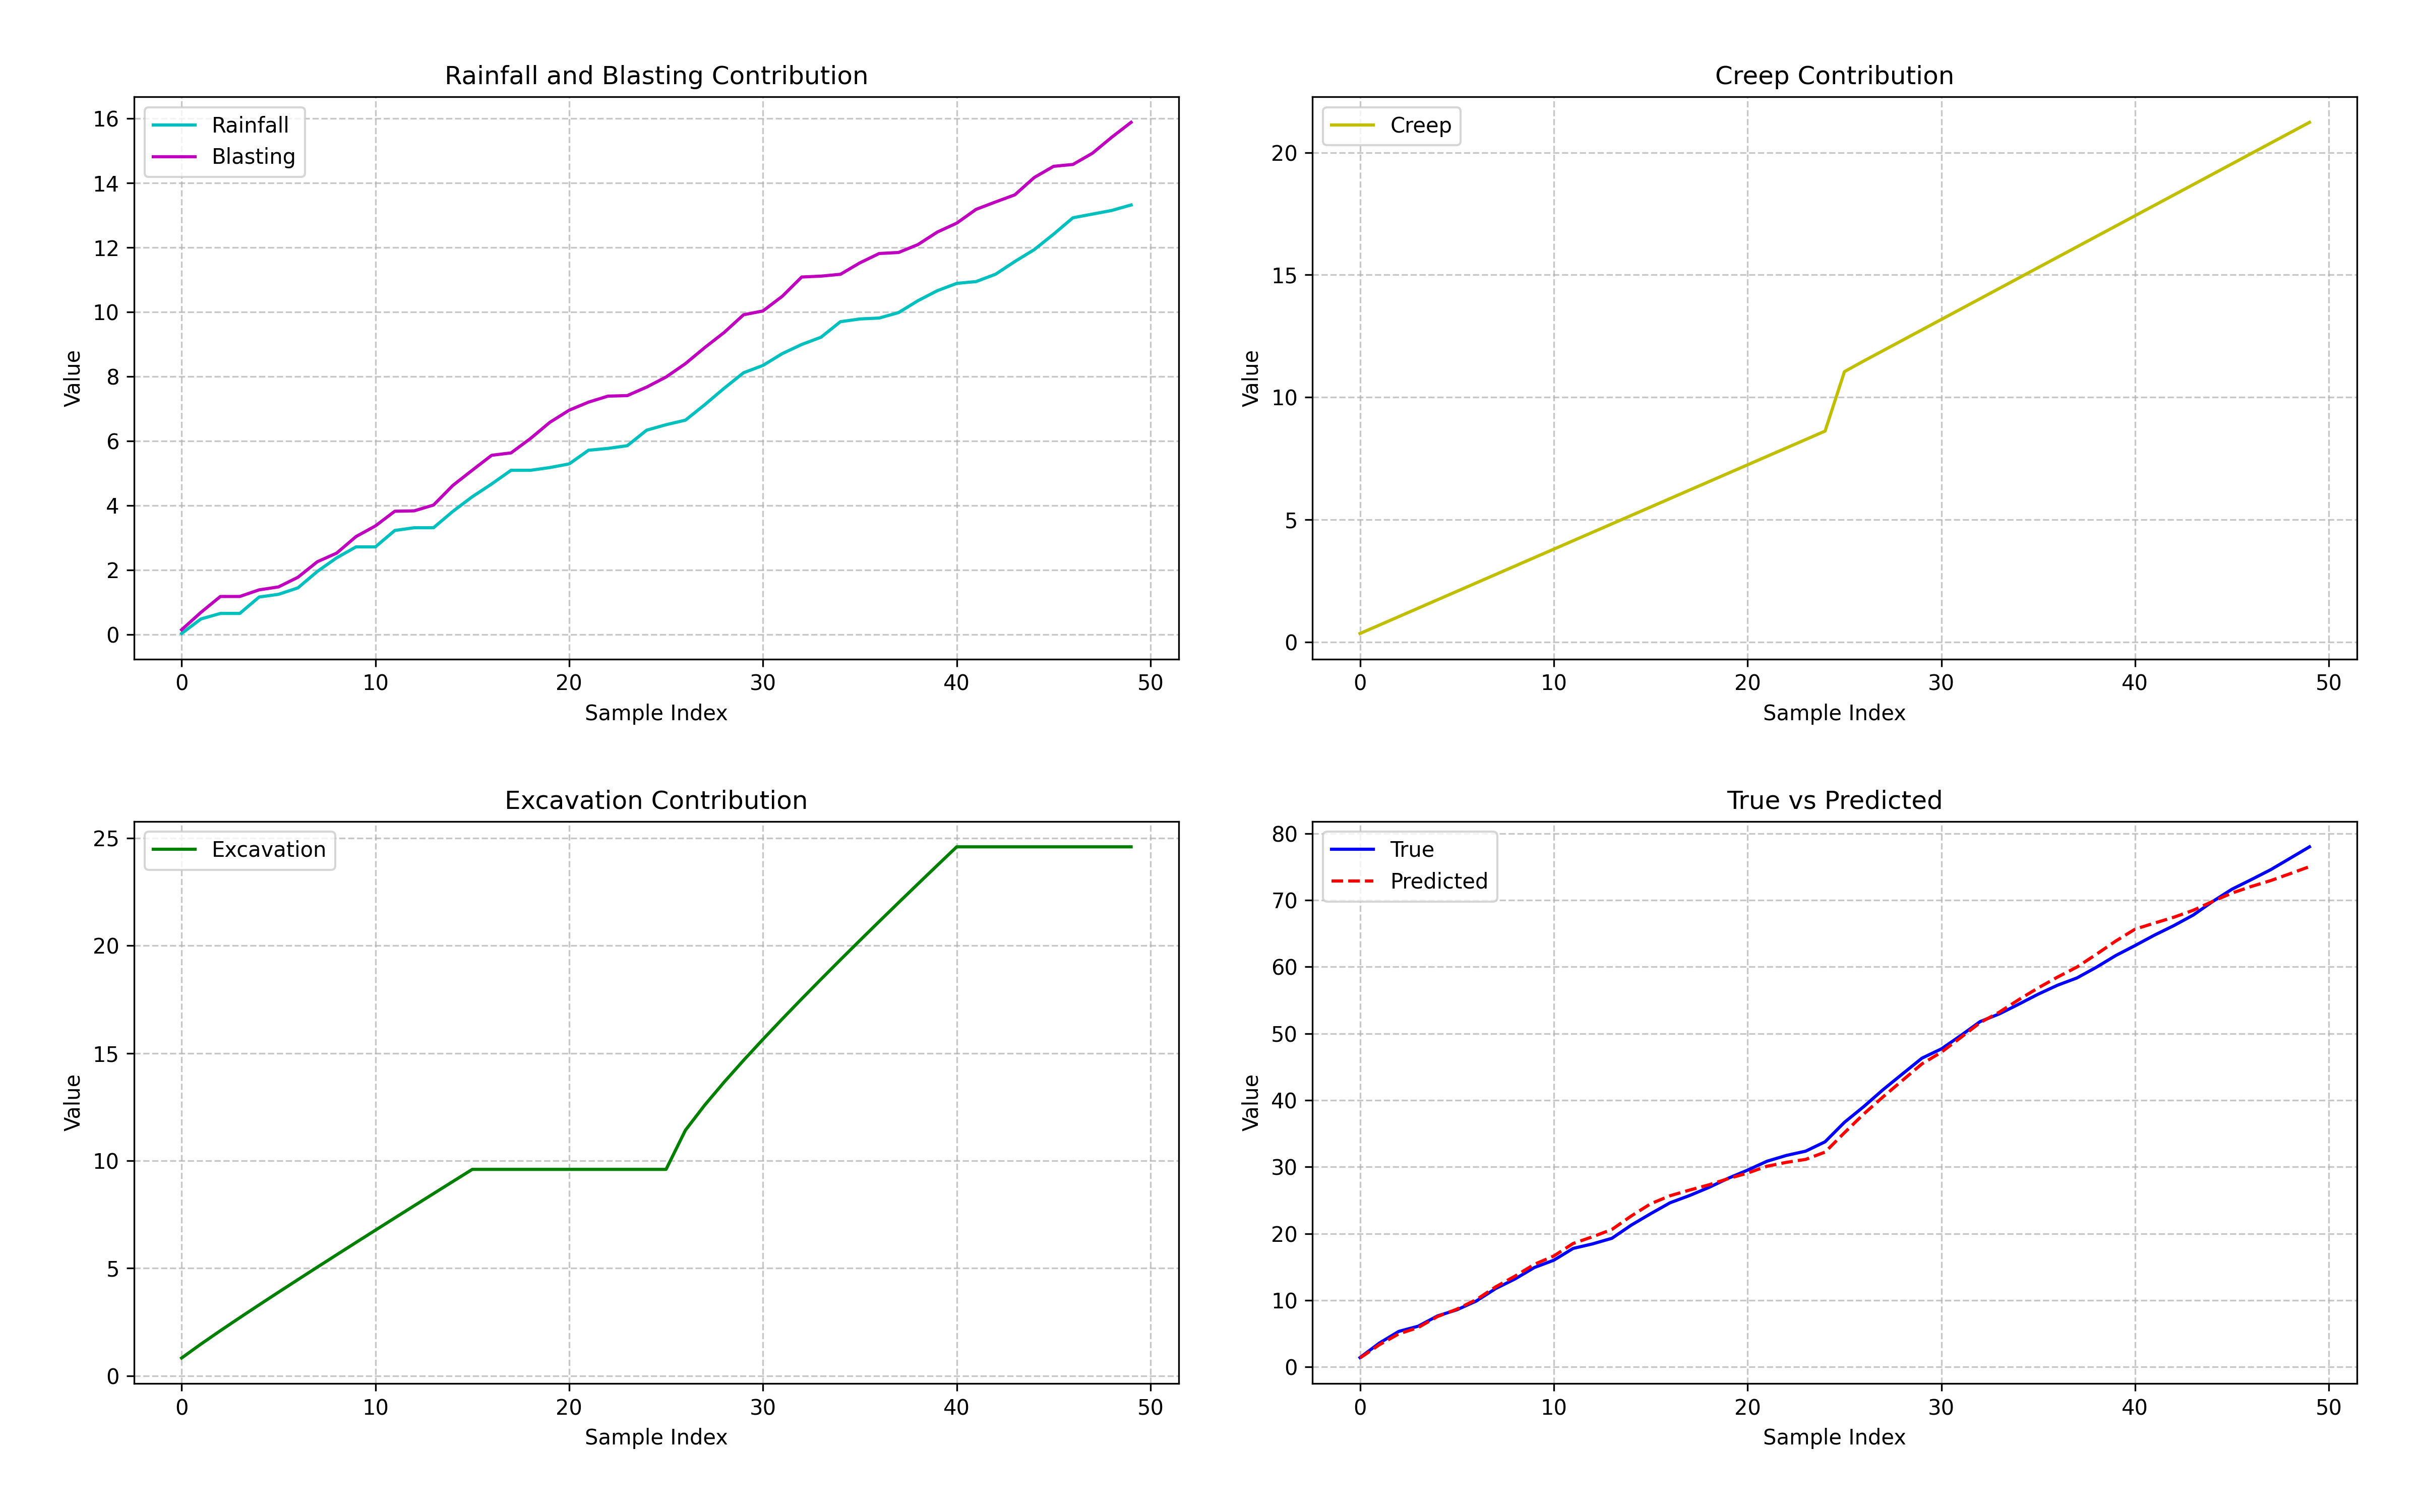 Rainfall and Blasting Contribution
Rainfall
Blasting
Value
16
14
12
10
8
6
4
2
0
0 10 20 30 40 50
Sample Index
Creep Contribution
Creep
Value
20
15
10
5
0
0 10 20 30 40 50
Sample Index
Excavation Contribution
Excavation
Value
25
20
15
10
5
0
0 10 20 30 40 50
Sample Index
True vs Predicted
True
Predicted
Value
80
70
60
50
40
30
20
10
0
0 10 20 30 40 50
Sample Index